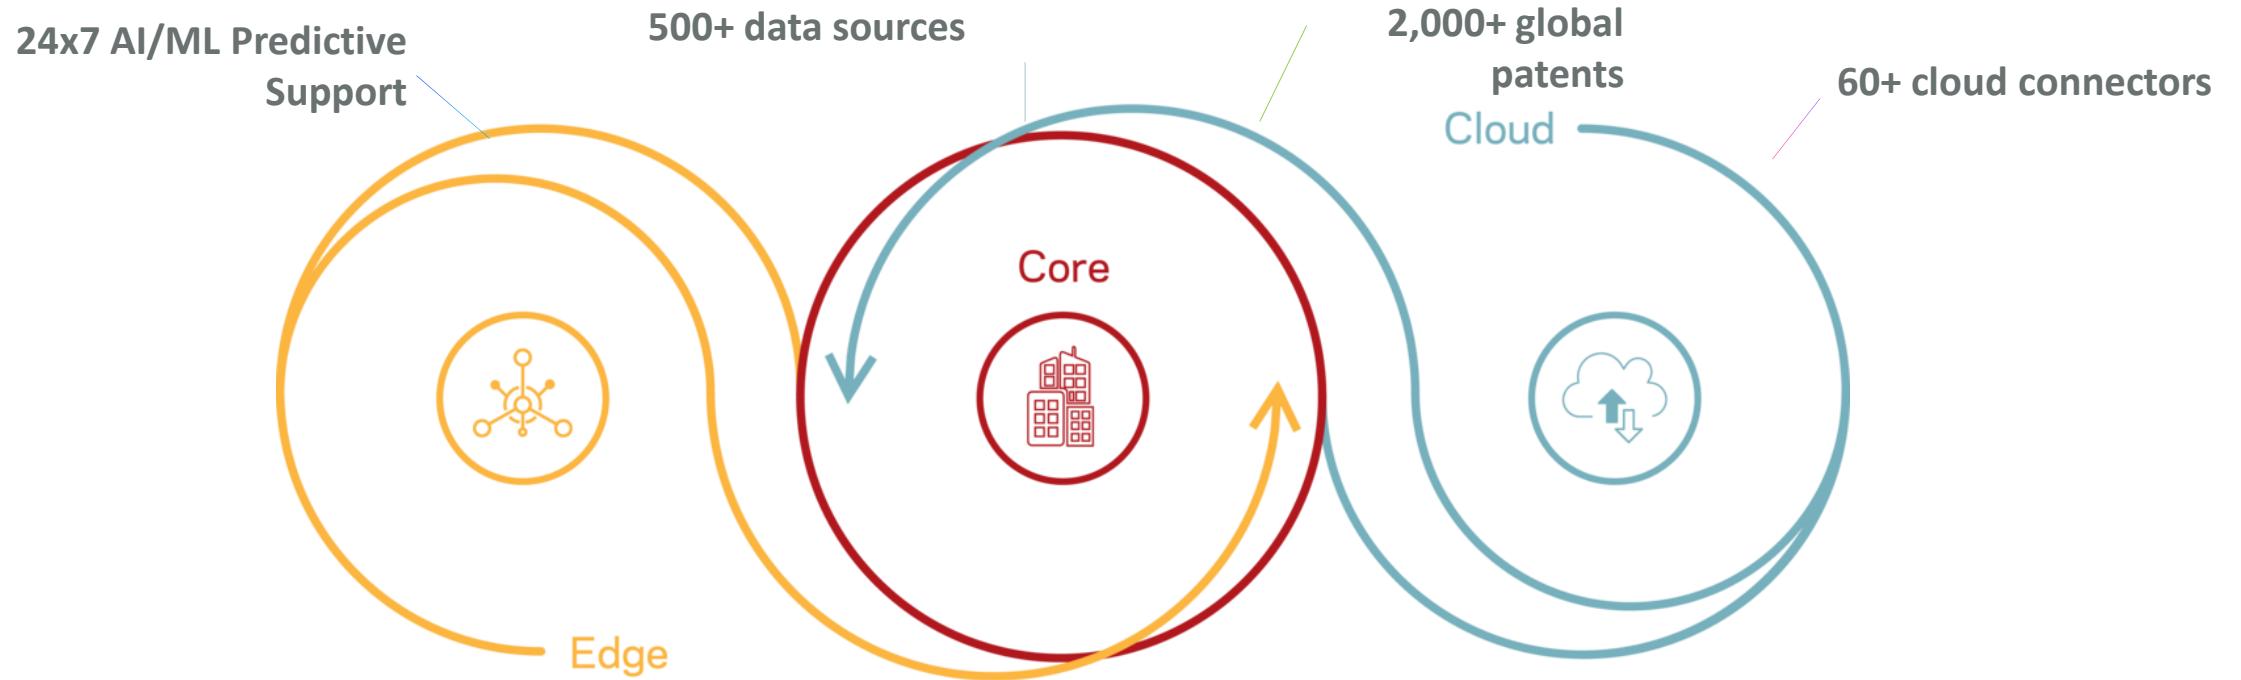 24x7 AI/ML Predictive
Support
500+ data sources
2,000+ global
patents
60+ cloud connectors
Cloud
Core
Edge